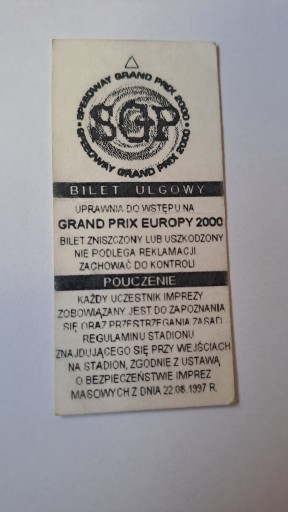 SPEEDWAY GRAND PRIX 2000
SGP
SPEEDWAY GRAND PRIX 2000
BILET ULGOWY
UPRAWNIA DO WSTĘPU NA
GRAND PRIX EUROPY 2000
BILET ZNISZCZONY LUB USZKODZONY
NIE PODLEGA REKLAMACJI.
ZACHOWAĆ DO KONTROLI
POUCZENIE
KAŻDY UCZESTNIK IMPREZY
ZOBOWIĄZANY JEST DO ZAPOZNANIA
SIĘ ORAZ PRZESTRZEGANIA ZASAD
REGULAMINU STADIONU
ZNAJDUJĄCEGO SIĘ PRZY WEJŚCIACH
NA STADION, ZGODNIE Z USTAWĄ
O BEZPIECZEŃSTWIE IMPREZ
MASOWYCH Z DNIA 22.08.1997 R.